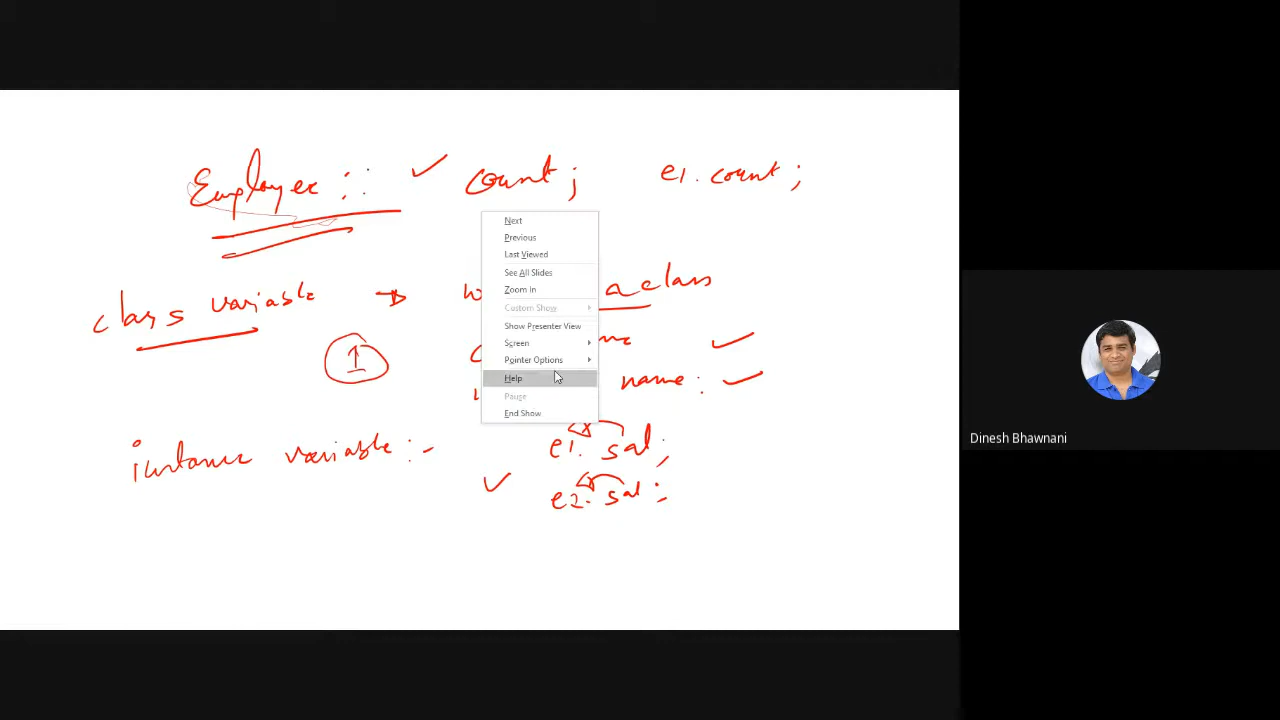 Employee :: ✓ count ; e1. count ;
Next
Previous
Last Viewed
See All Slides
Zoom In
Custom Show
Show Presenter View
Screen
Pointer Options
Help
Pause
End Show
class variable → a class
1
name : ✓
instance variable :- e1. sal ;
✓ e2. sal ;
Dinesh Bhawnani